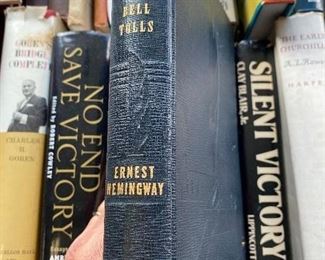 BELL
TOLLS
ERNEST
HEMINGWAY
GOREN'S
BRIDGE
COMPLETE
CHARLES
H.
GOREN
NO END
SAVE VICTORY
Edited by ROBERT COWLEY
Essays
SILENT VICTORY
CLAY BLAIR, JR.
LIPPINCOTT
THE EARLY
CHURCHILLS
A. L. Rowse
HARPER